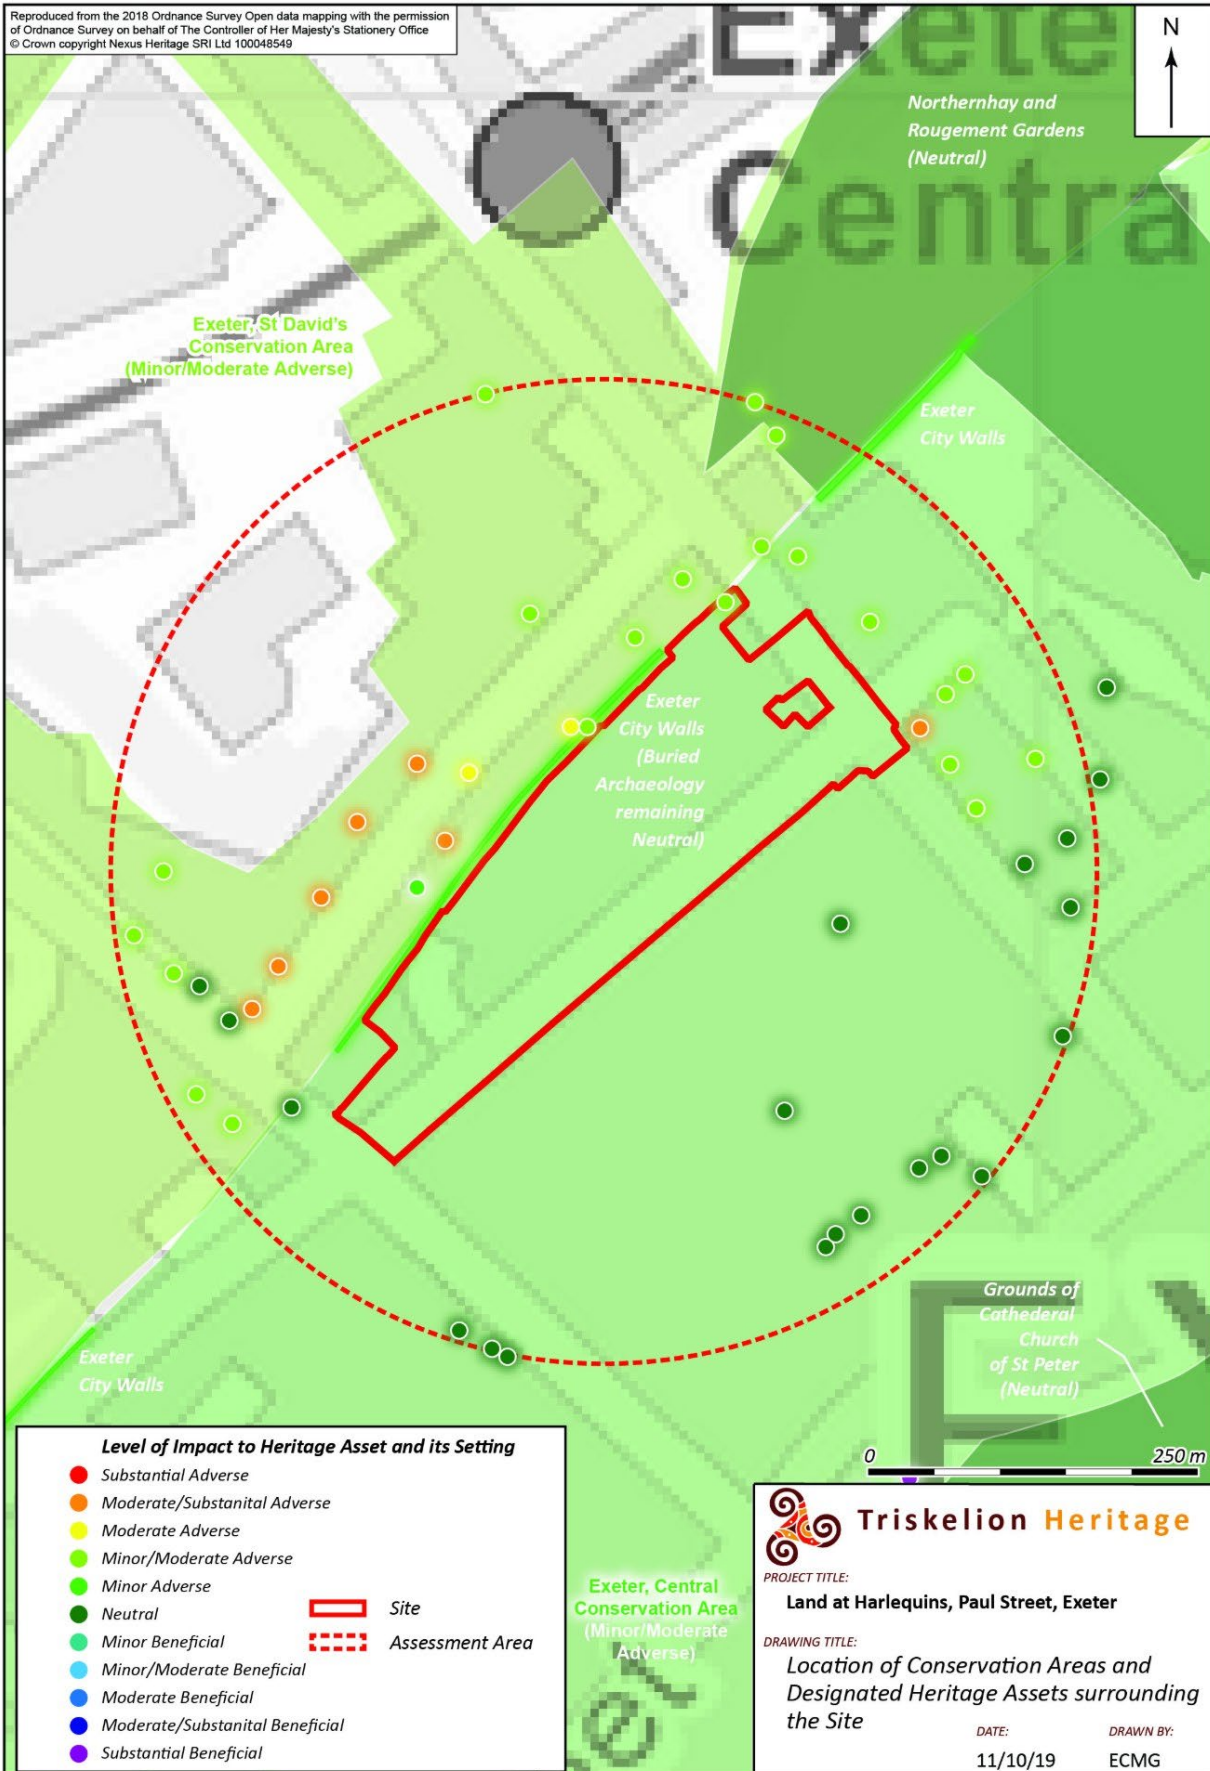 Reproduced from the 2018 Ordnance Survey Open data mapping with the permission
of Ordnance Survey on behalf of The Controller of Her Majesty's Stationery Office
© Crown copyright Nexus Heritage SRI Ltd 100048549
N
Exeter
Central
Northernhay and
Rougement Gardens
(Neutral)
Exeter, St David's
Conservation Area
(Minor/Moderate Adverse)
Exeter
City Walls
Exeter
City Walls
(Buried
Archaeology
remaining
Neutral)
Grounds of
Cathederal
Church
of St Peter
(Neutral)
Exeter
City Walls
0 250 m
Level of Impact to Heritage Asset and its Setting
Substantial Adverse
Moderate/Substanital Adverse
Moderate Adverse
Minor/Moderate Adverse
Minor Adverse
Neutral
Minor Beneficial
Minor/Moderate Beneficial
Moderate Beneficial
Moderate/Substanital Beneficial
Substantial Beneficial
Site
Assessment Area
Exeter, Central
Conservation Area
(Minor/Moderate
Adverse)
Triskelion Heritage
PROJECT TITLE:
Land at Harlequins, Paul Street, Exeter
DRAWING TITLE:
Location of Conservation Areas and
Designated Heritage Assets surrounding
the Site
DATE:
11/10/19
DRAWN BY:
ECMG